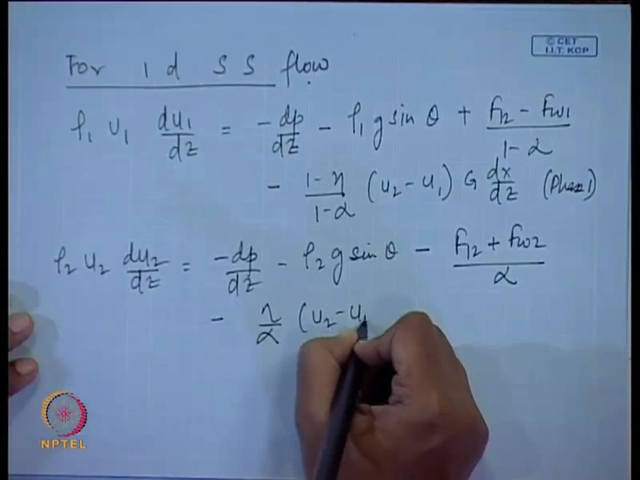 © CET
I.I.T. KGP
For 1 d SS flow
ρ₁ u₁ du₁/dz = -dp/dz - ρ₁ g sin θ + (F₁₂ - Fw₁)/(1-α)
- (1-η)/(1-α) (u₂-u₁) G dx/dz (Phase 1)
ρ₂ u₂ du₂/dz = -dp/dz - ρ₂ g sin θ - (F₁₂ + Fw₂)/α
- η/α (u₂-u₁
NPTEL